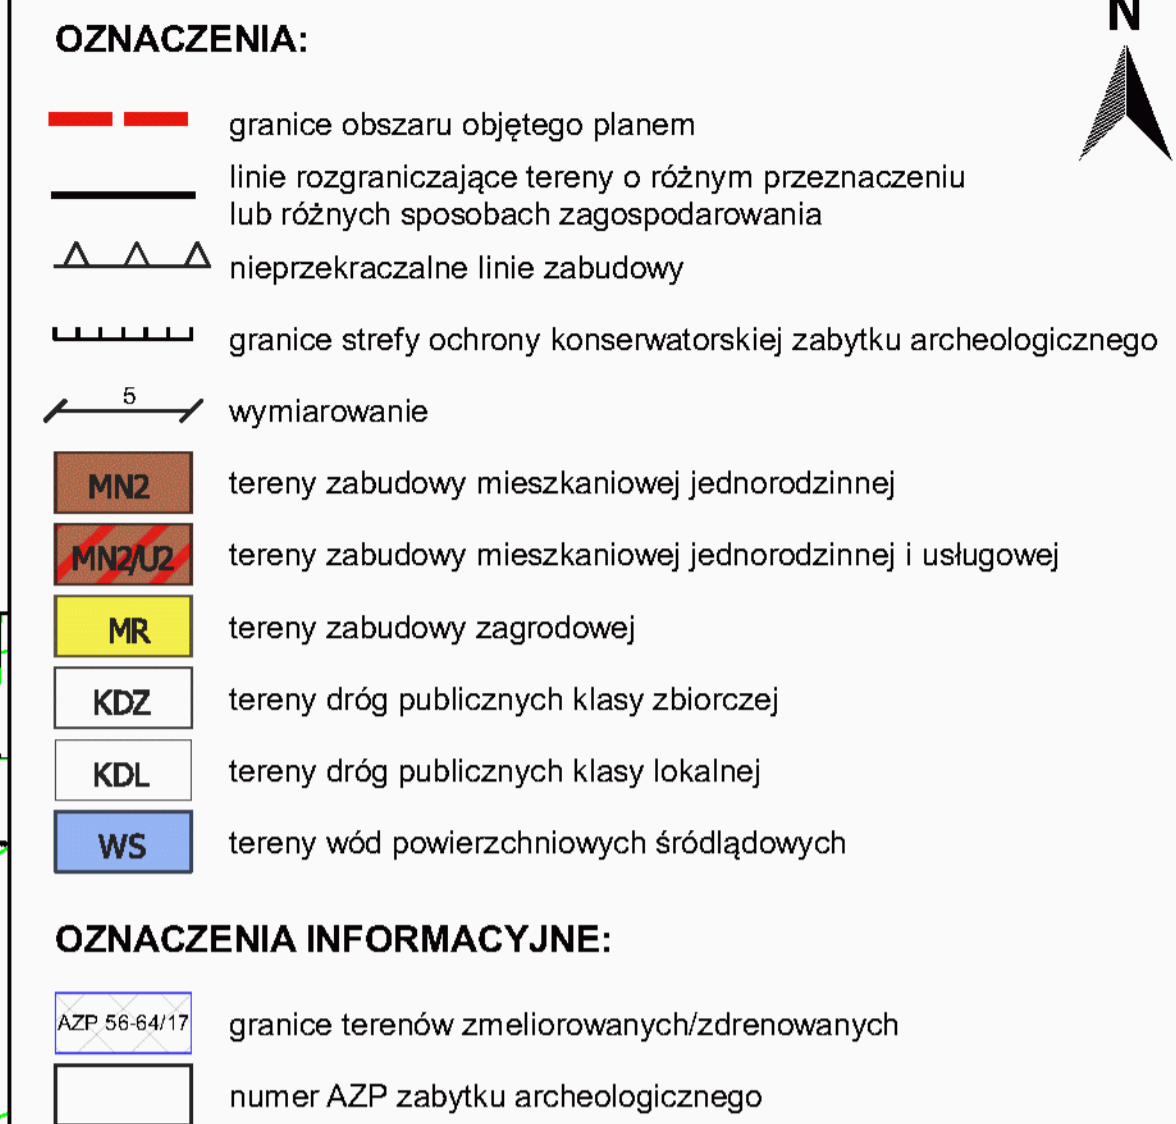 N
OZNACZENIA:
granice obszaru objętego planem
linie rozgraniczające tereny o różnym przeznaczeniu
lub różnych sposobach zagospodarowania
nieprzekraczalne linie zabudowy
granice strefy ochrony konserwatorskiej zabytku archeologicznego
5 wymiarowanie
MN2 tereny zabudowy mieszkaniowej jednorodzinnej
MN2/U2 tereny zabudowy mieszkaniowej jednorodzinnej i usługowej
MR tereny zabudowy zagrodowej
KDZ tereny dróg publicznych klasy zbiorczej
KDL tereny dróg publicznych klasy lokalnej
WS tereny wód powierzchniowych śródlądowych
OZNACZENIA INFORMACYJNE:
AZP 56-64/17 granice terenów zmeliorowanych/zdrenowanych
numer AZP zabytku archeologicznego